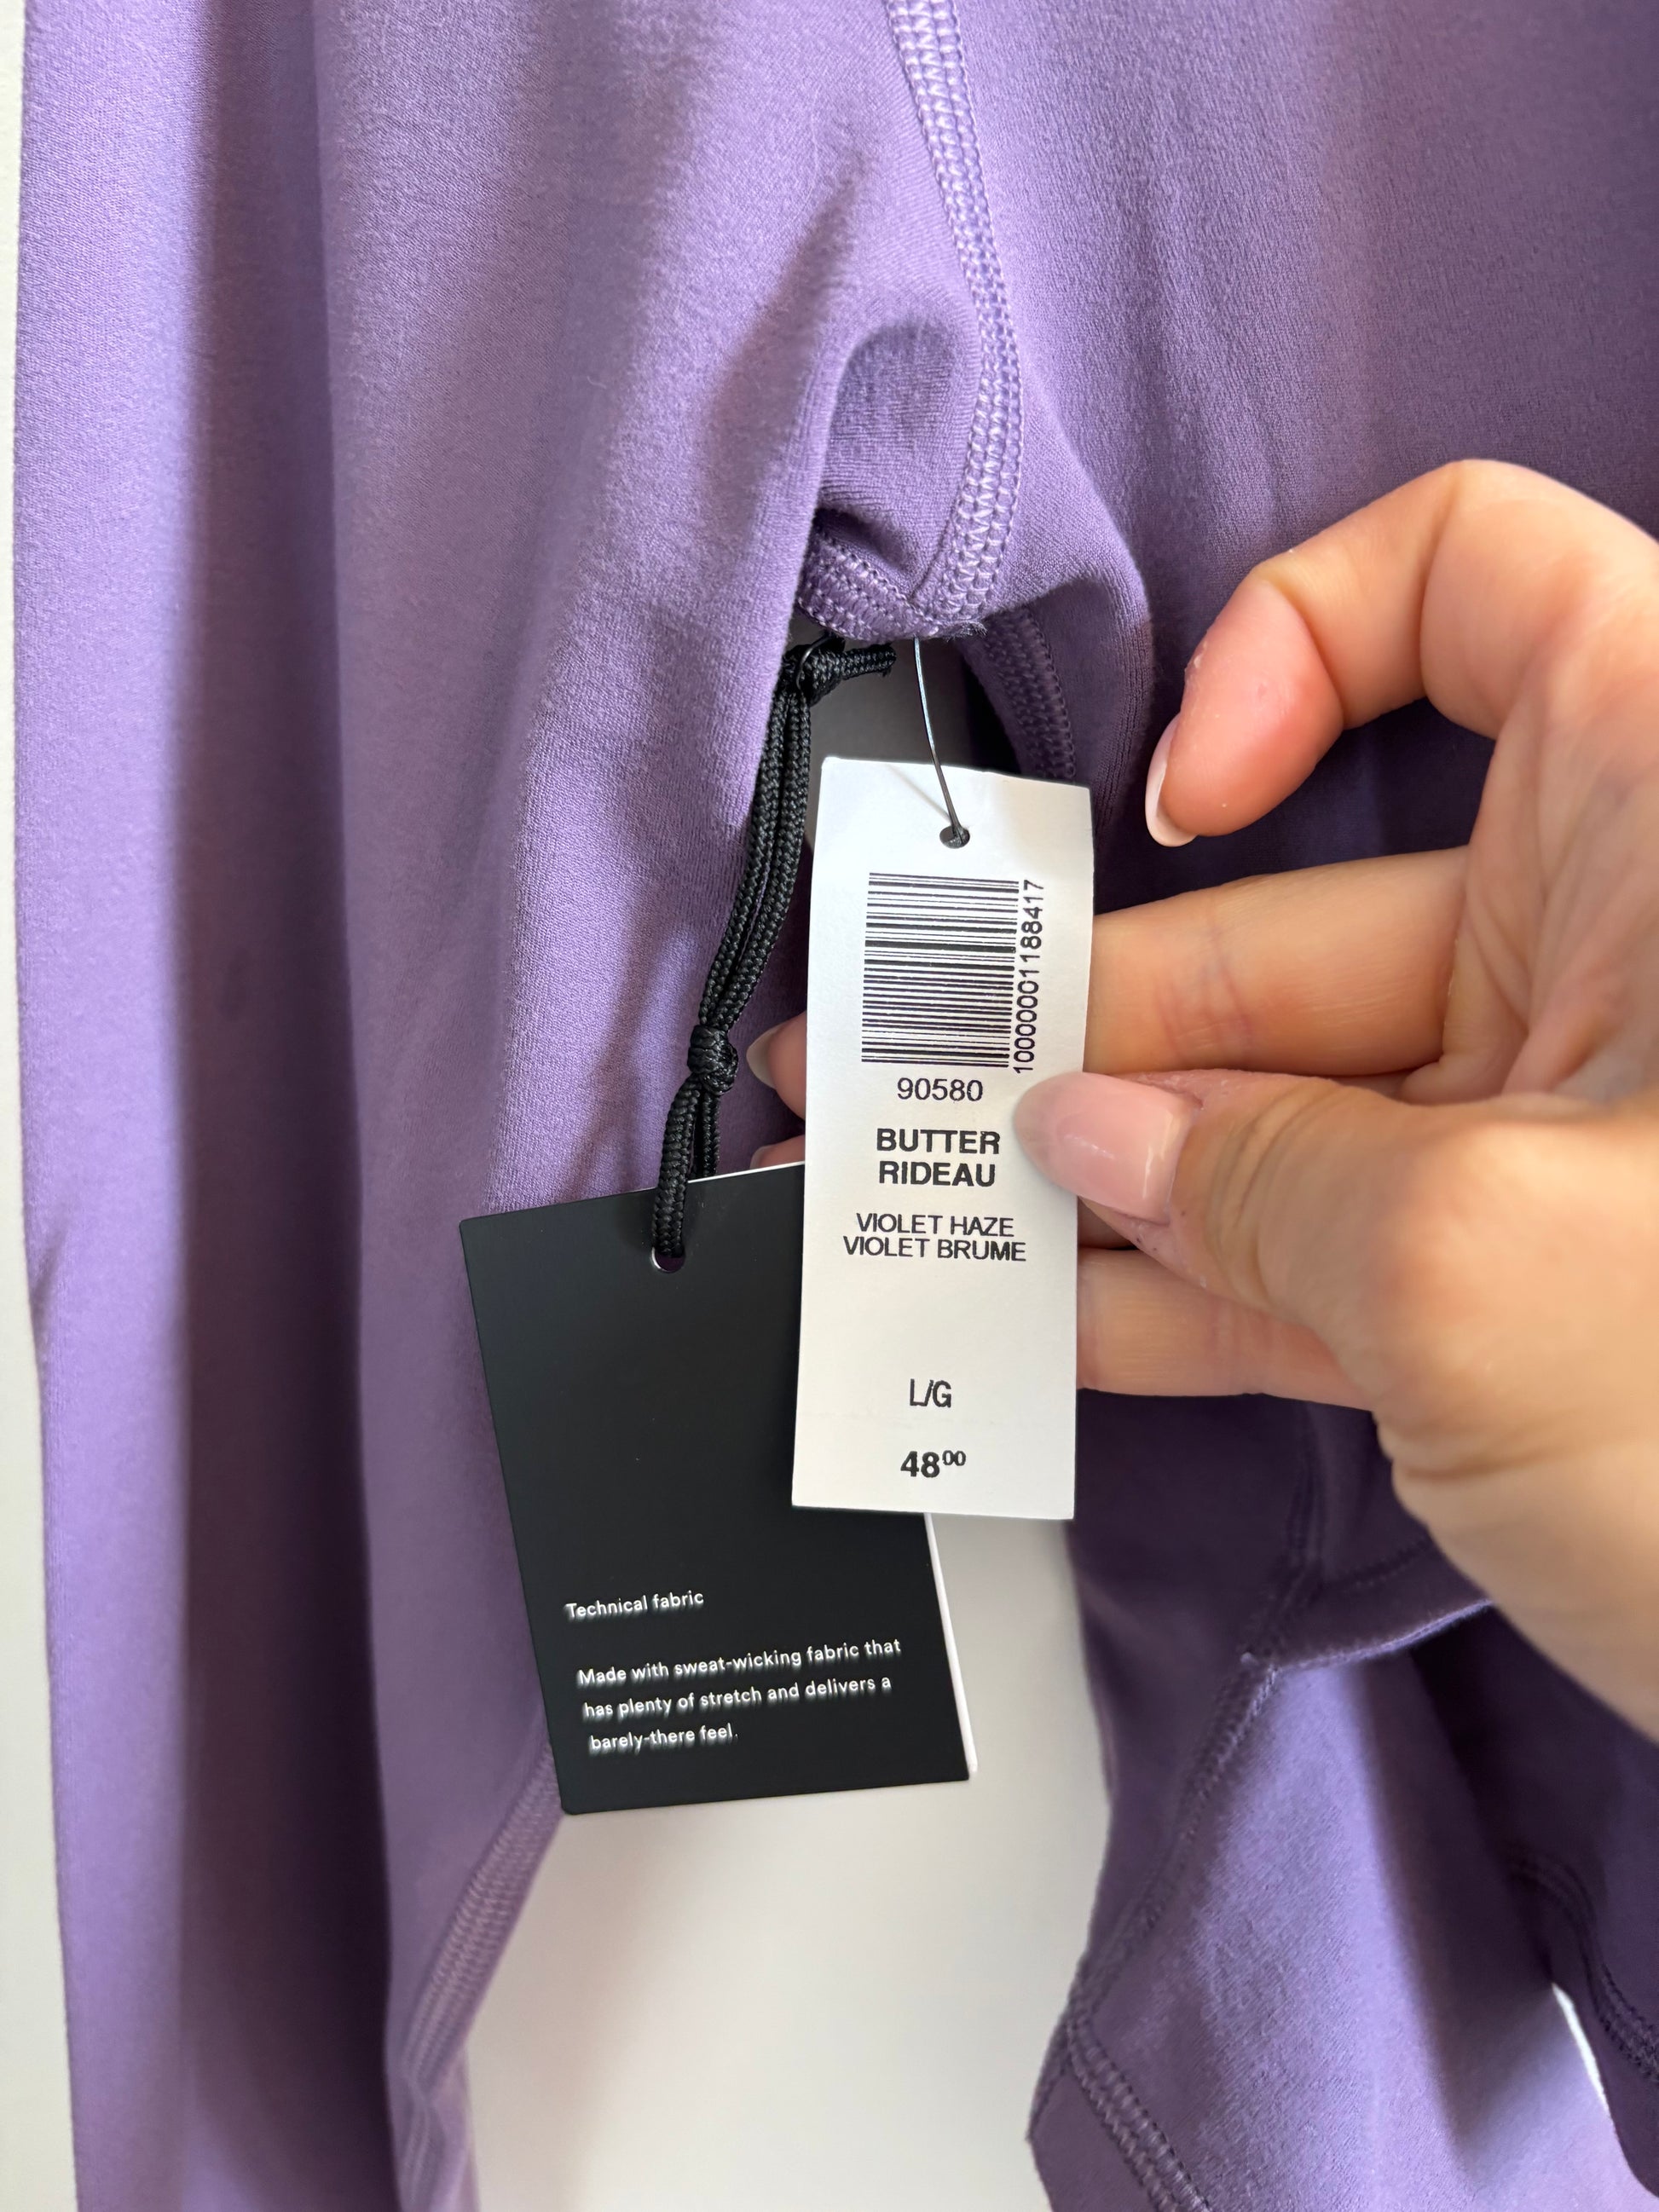 1000001188417
90580
BUTTER
RIDEAU
VIOLET HAZE
VIOLET BRUME
L/G
48⁰⁰
Technical fabric
Made with sweat-wicking fabric that
has plenty of stretch and delivers a
barely-there feel.